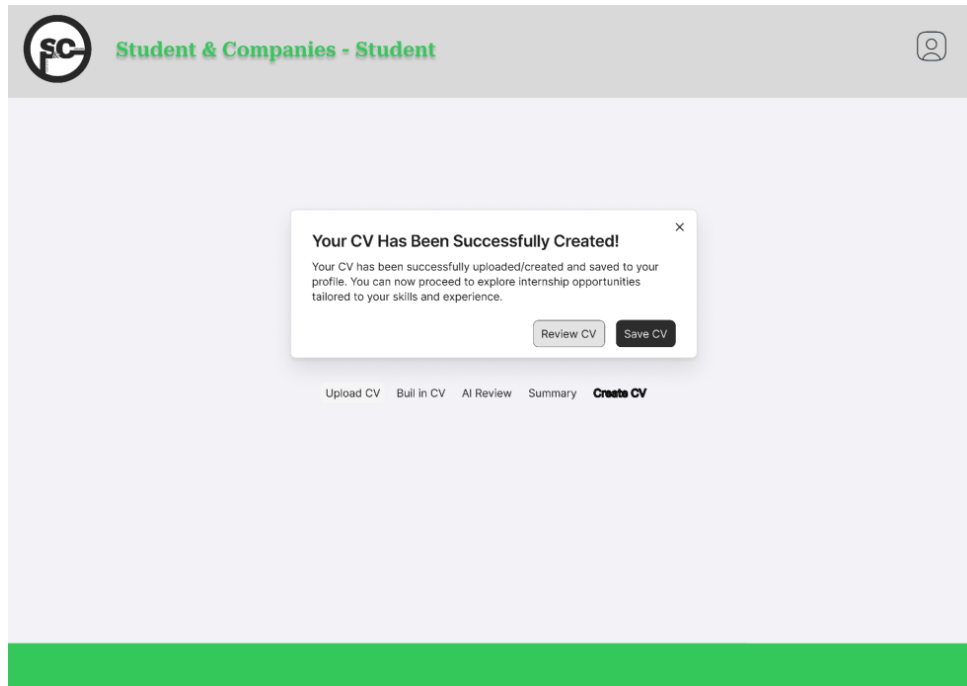 SC
Student & Companies - Student
Your CV Has Been Successfully Created!
Your CV has been successfully uploaded/created and saved to your
profile. You can now proceed to explore internship opportunities
tailored to your skills and experience.
Review CV Save CV
Upload CV Buil in CV AI Review Summary Create CV